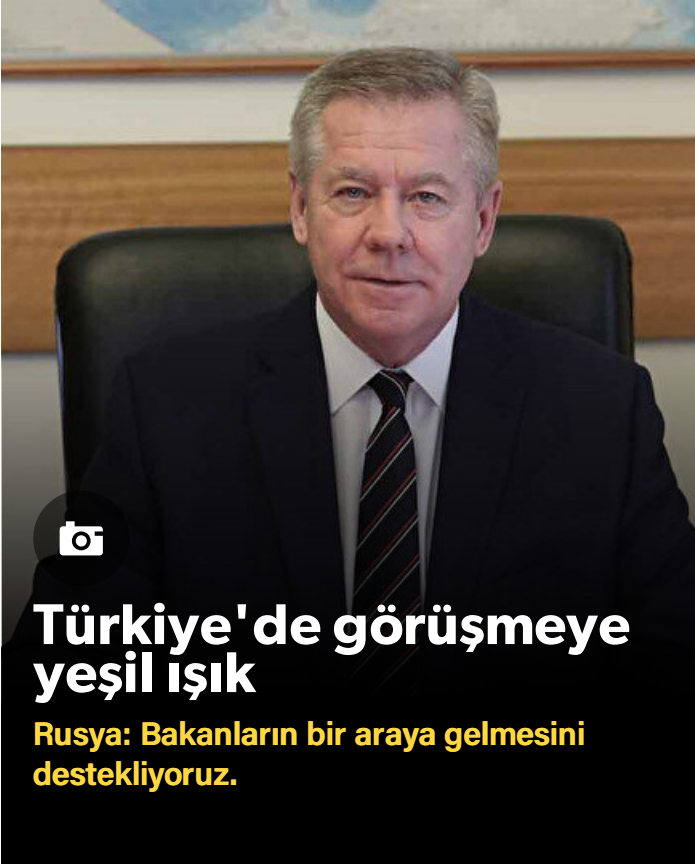 Türkiye'de görüşmeye
yeşil ışık
Rusya: Bakanların bir araya gelmesini
destekliyoruz.